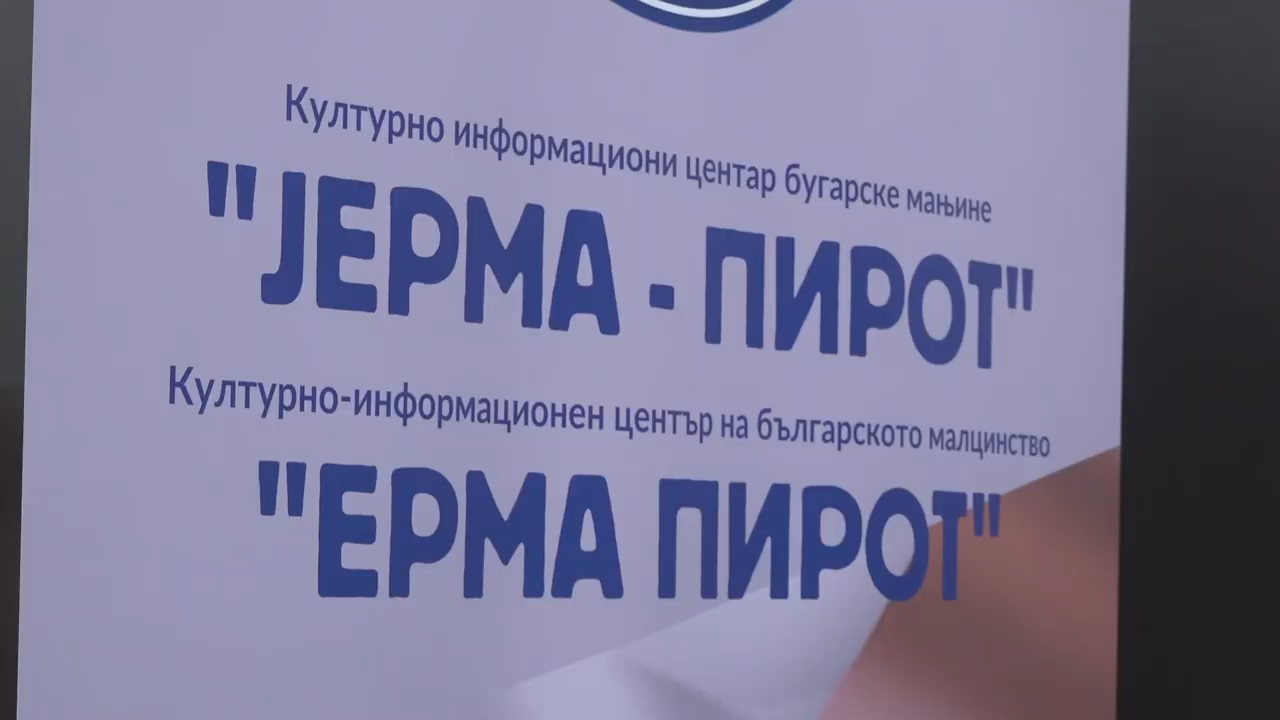 Културно информациони центар бугарске мањине
"ЈЕРМА - ПИРОТ"
Културно-информационен център на българското малцинство
"ЕРМА ПИРОТ"